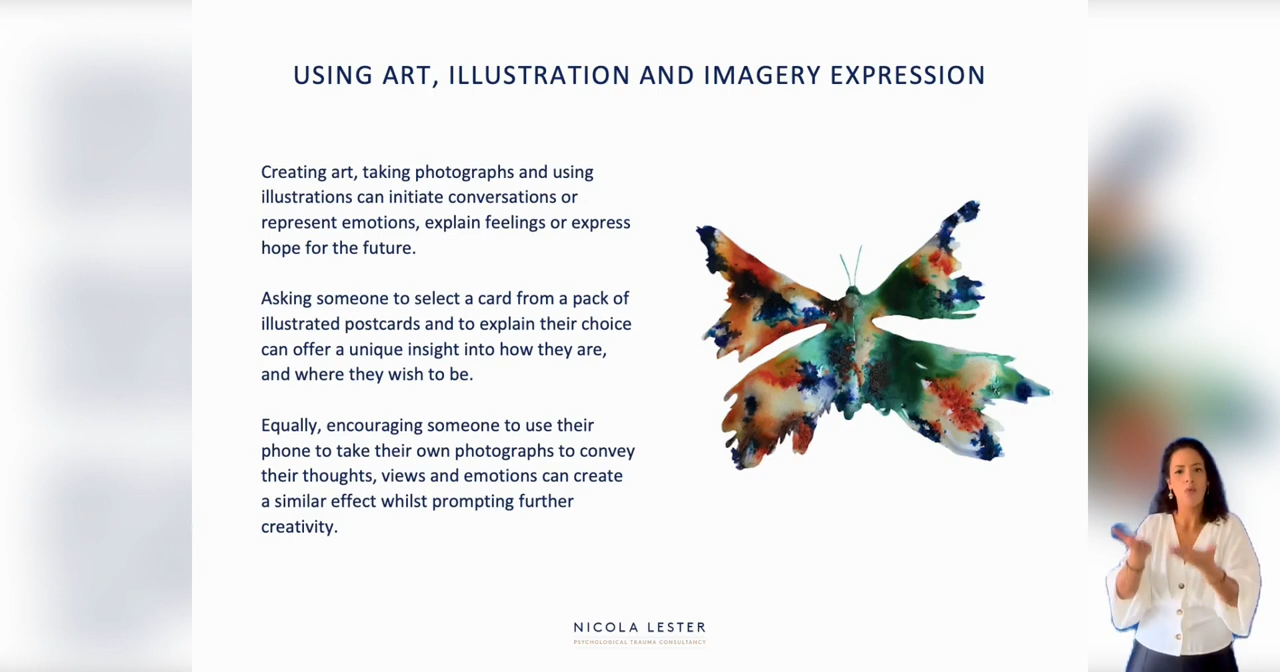 USING ART, ILLUSTRATION AND IMAGERY EXPRESSION
Creating art, taking photographs and using
illustrations can initiate conversations or
represent emotions, explain feelings or express
hope for the future.
Asking someone to select a card from a pack of
illustrated postcards and to explain their choice
can offer a unique insight into how they are,
and where they wish to be.
Equally, encouraging someone to use their
phone to take their own photographs to convey
their thoughts, views and emotions can create
a similar effect whilst prompting further
creativity.
NICOLA LESTER
PSYCHOLOGICAL TRAUMA CONSULTANCY